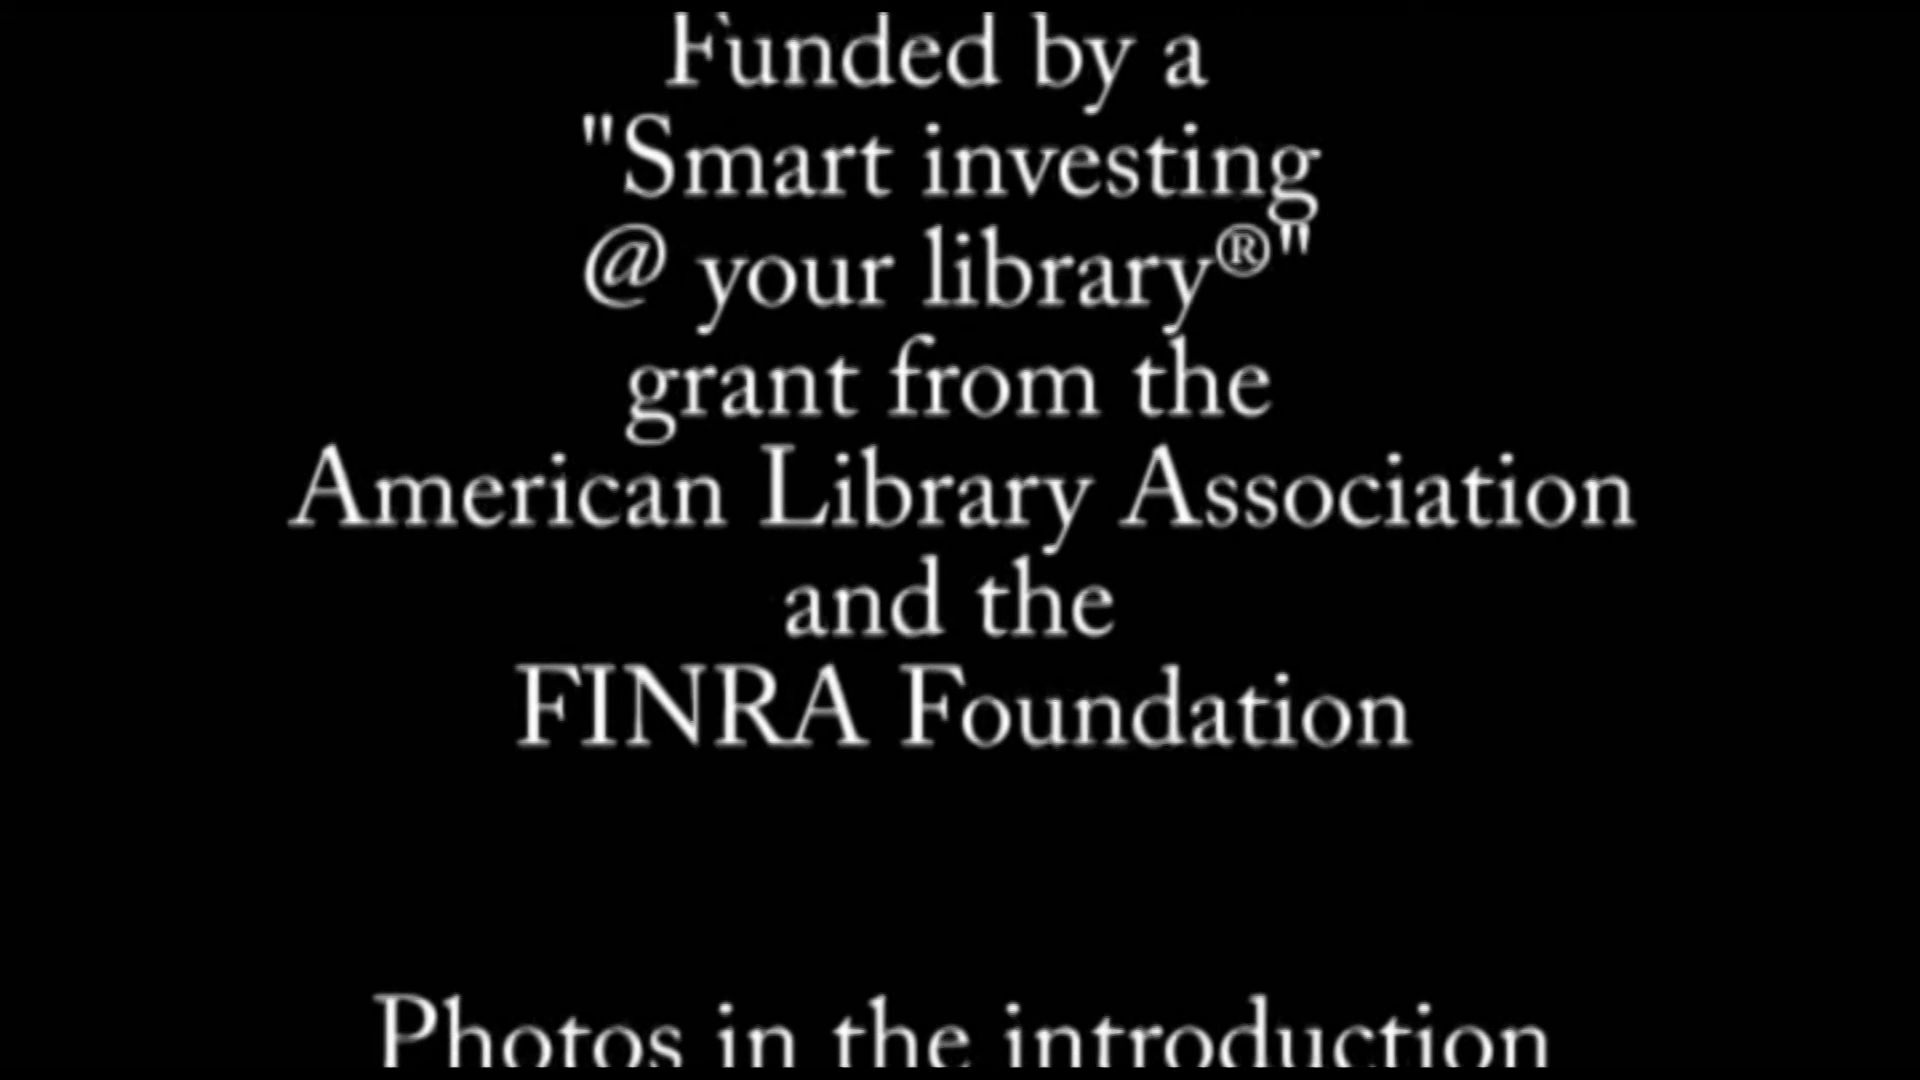 Funded by a
"Smart investing
@ your library®"
grant from the
American Library Association
and the
FINRA Foundation
Photos in the introduction